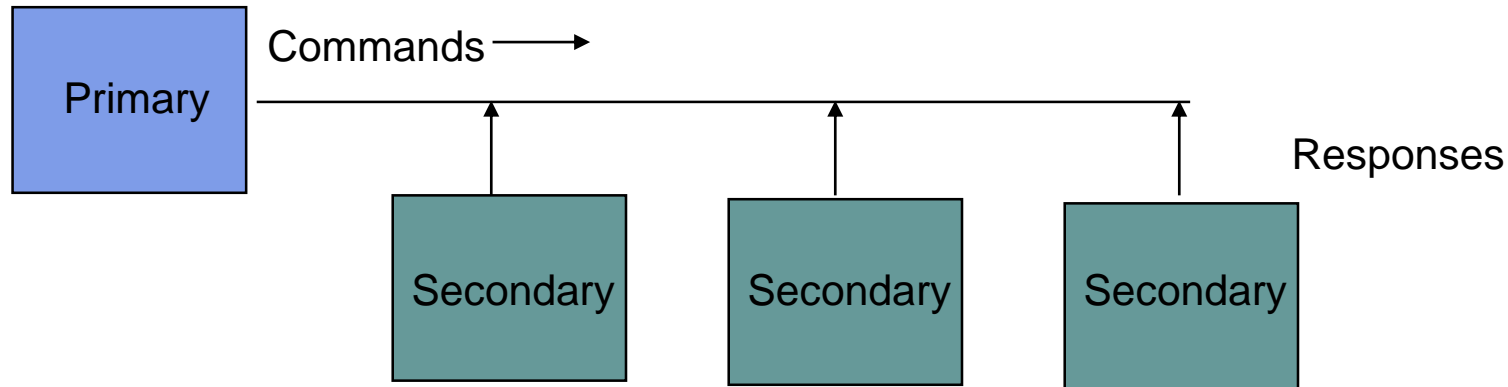 Commands
Primary
Responses
Secondary
Secondary
Secondary